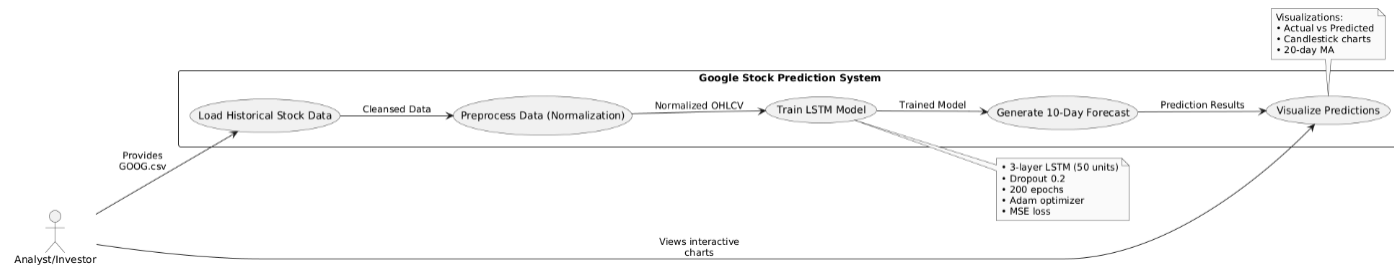 Visualizations:
• Actual vs Predicted
• Candlestick charts
• 20-day MA
Google Stock Prediction System
Load Historical Stock Data
Cleansed Data
Preprocess Data (Normalization)
Normalized OHLCV
Train LSTM Model
Trained Model
Generate 10-Day Forecast
Prediction Results
Visualize Predictions
Provides
GOOG.csv
• 3-layer LSTM (50 units)
• Dropout 0.2
• 200 epochs
• Adam optimizer
• MSE loss
Views interactive
charts
Analyst/Investor